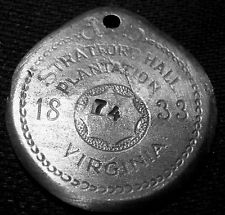 STRATFORD HALL
PLANTATION
18 74 33
VIRGINIA